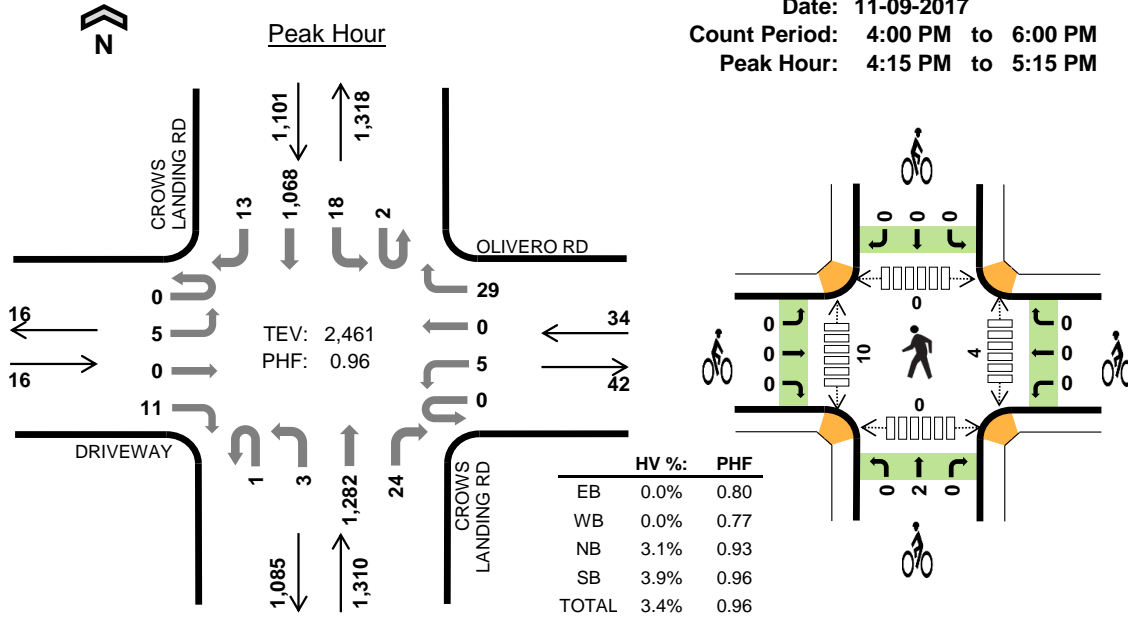 N
Peak Hour
Date: 11-09-2017
Count Period: 4:00 PM to 6:00 PM
Peak Hour: 4:15 PM to 5:15 PM
1,101
1,318
CROWS
LANDING RD
13
1,068
18
2
OLIVERO RD
0
5
0
11
29
0
5
0
16
16
34
42
TEV: 2,461
PHF: 0.96
DRIVEWAY
1
3
1,282
24
CROWS
LANDING RD
1,085
1,310
HV %: PHF
EB 0.0% 0.80
WB 0.0% 0.77
NB 3.1% 0.93
SB 3.9% 0.96
TOTAL 3.4% 0.96
0 0 0
0
0
0
0
10
4
0
0
0
0
0
0 2 0